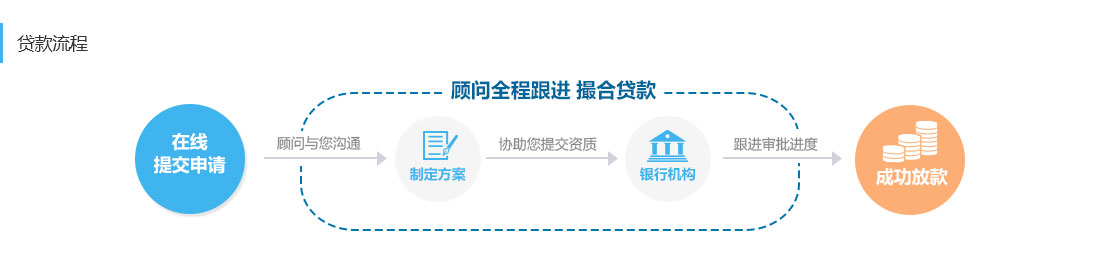 贷款流程
顾问全程跟进 撮合贷款
在线
提交申请
顾问与您沟通
制定方案
协助您提交资质
银行机构
跟进审批进度
成功放款